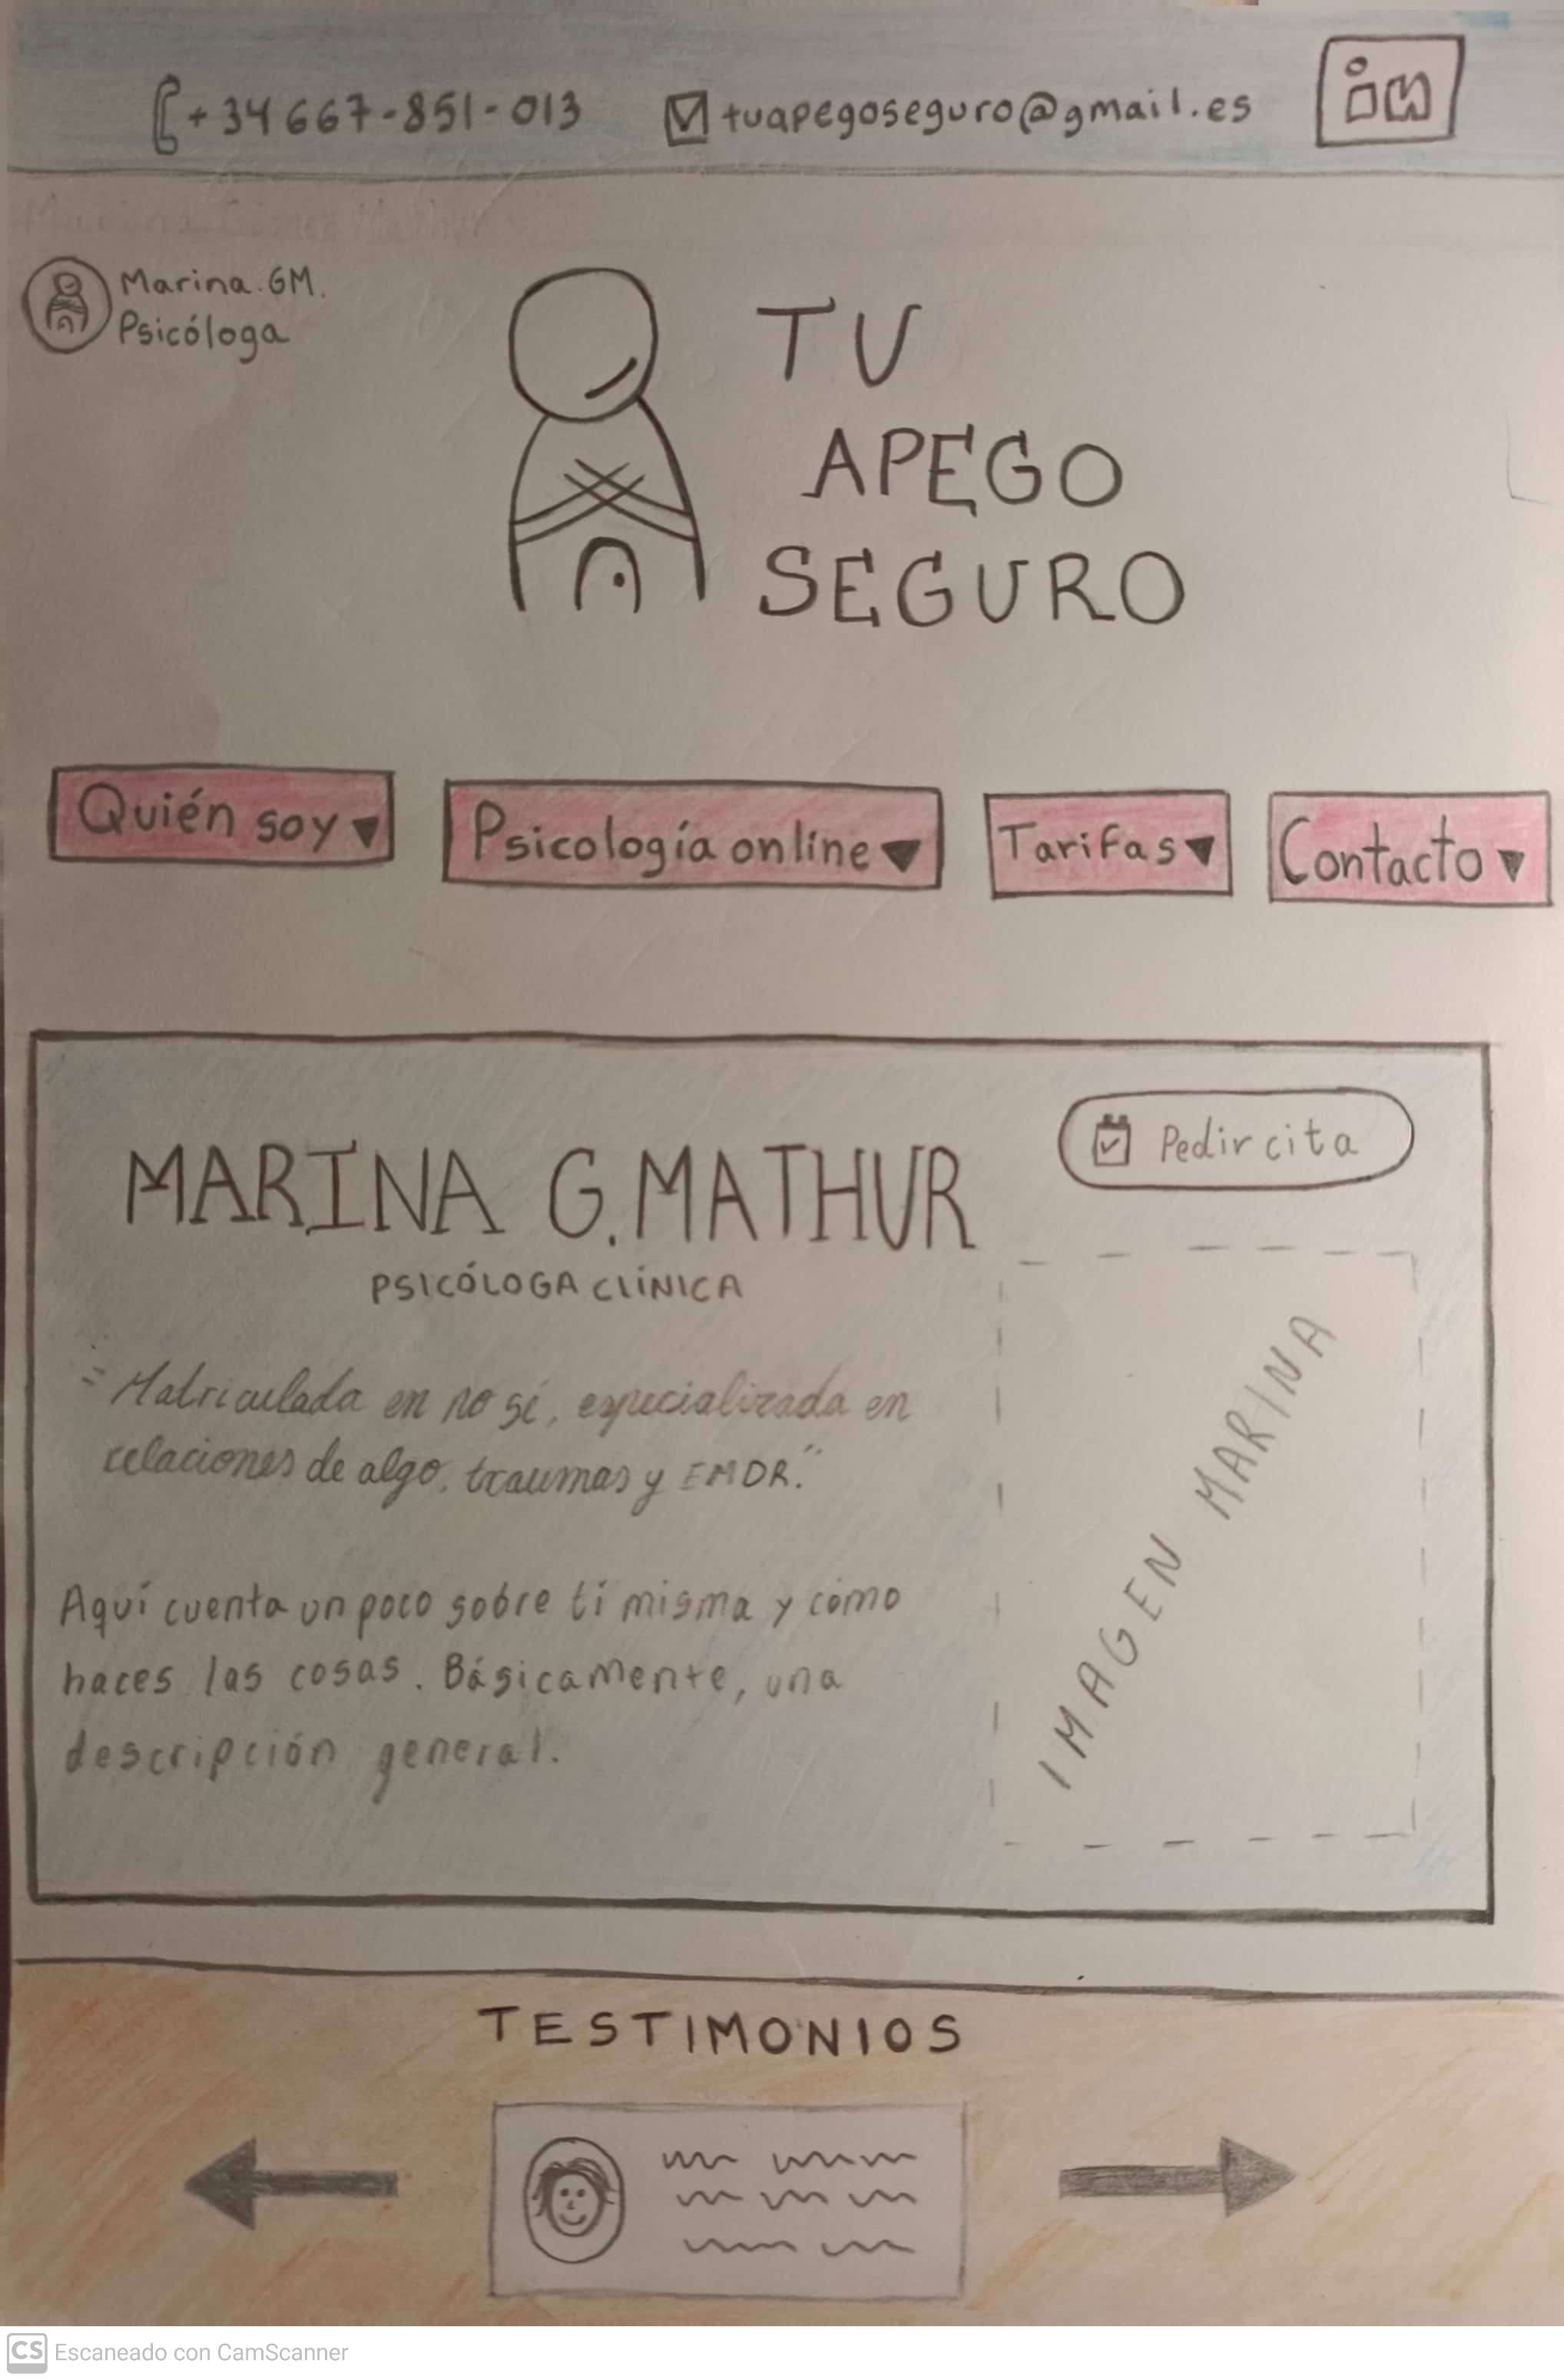 +34 667-851-013
tuapegoseguro@gmail.es
in
Marina.GM.
Psicóloga
TU
APEGO
SEGURO
Quién soy ▼
Psicología online ▼
Tarifas ▼
Contacto ▼
Pedir cita
MARINA G.MATHUR
PSICÓLOGA CLÍNICA
"Matriculada en no sé, especializada en
relaciones de algo, traumas y EMDR."
Aquí cuenta un poco sobre ti misma y cómo
haces las cosas. Básicamente, una
descripción general.
IMAGEN MARINA
TESTIMONIOS
CS Escaneado con CamScanner